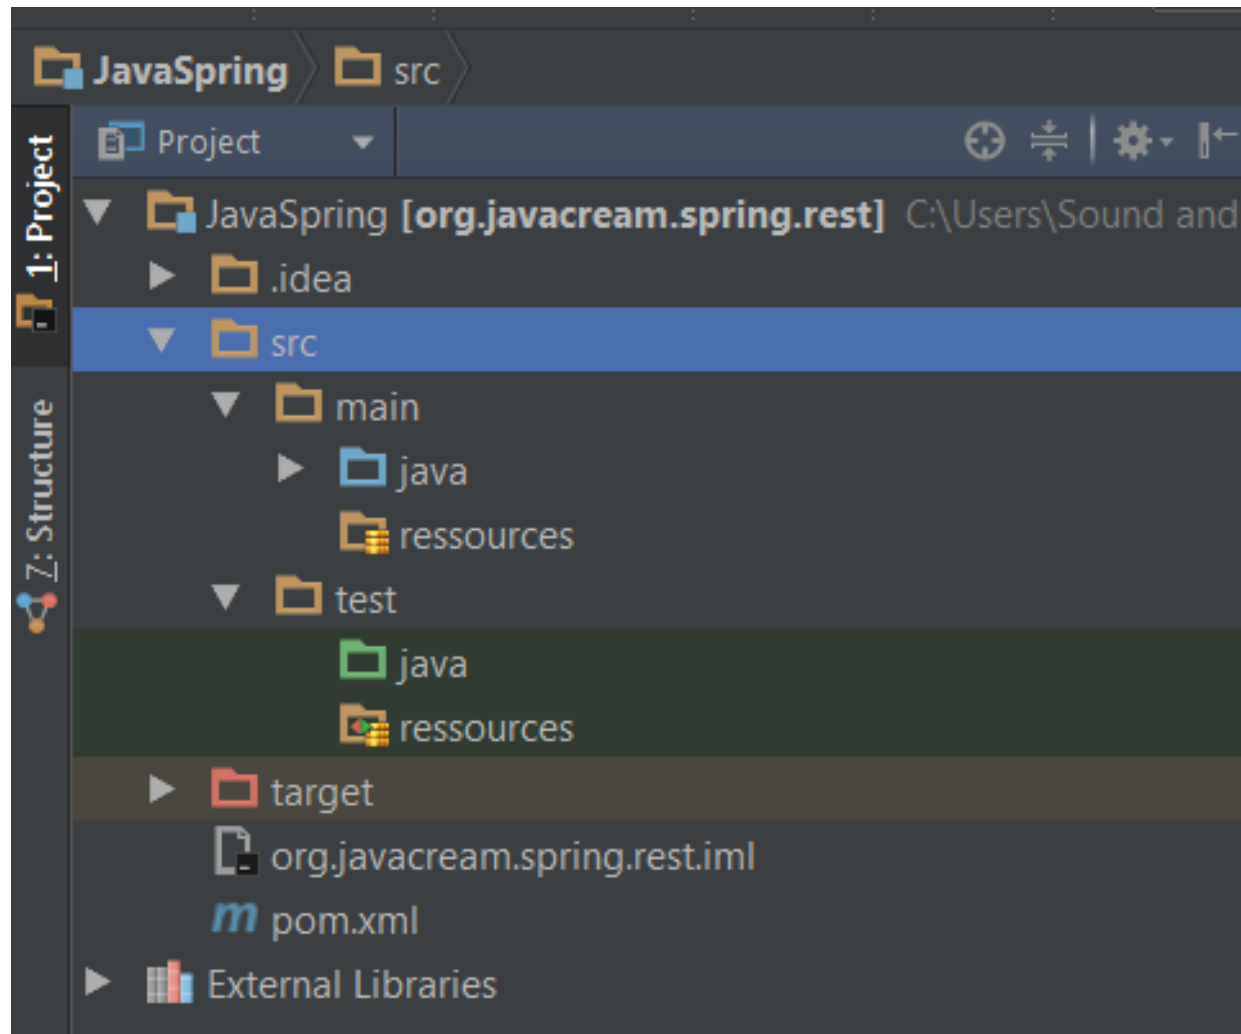 JavaSpring src
1: Project
Project
JavaSpring [org.javacream.spring.rest] C:\Users\Sound and
.idea
src
main
java
ressources
7: Structure
test
java
ressources
target
org.javacream.spring.rest.iml
pom.xml
External Libraries